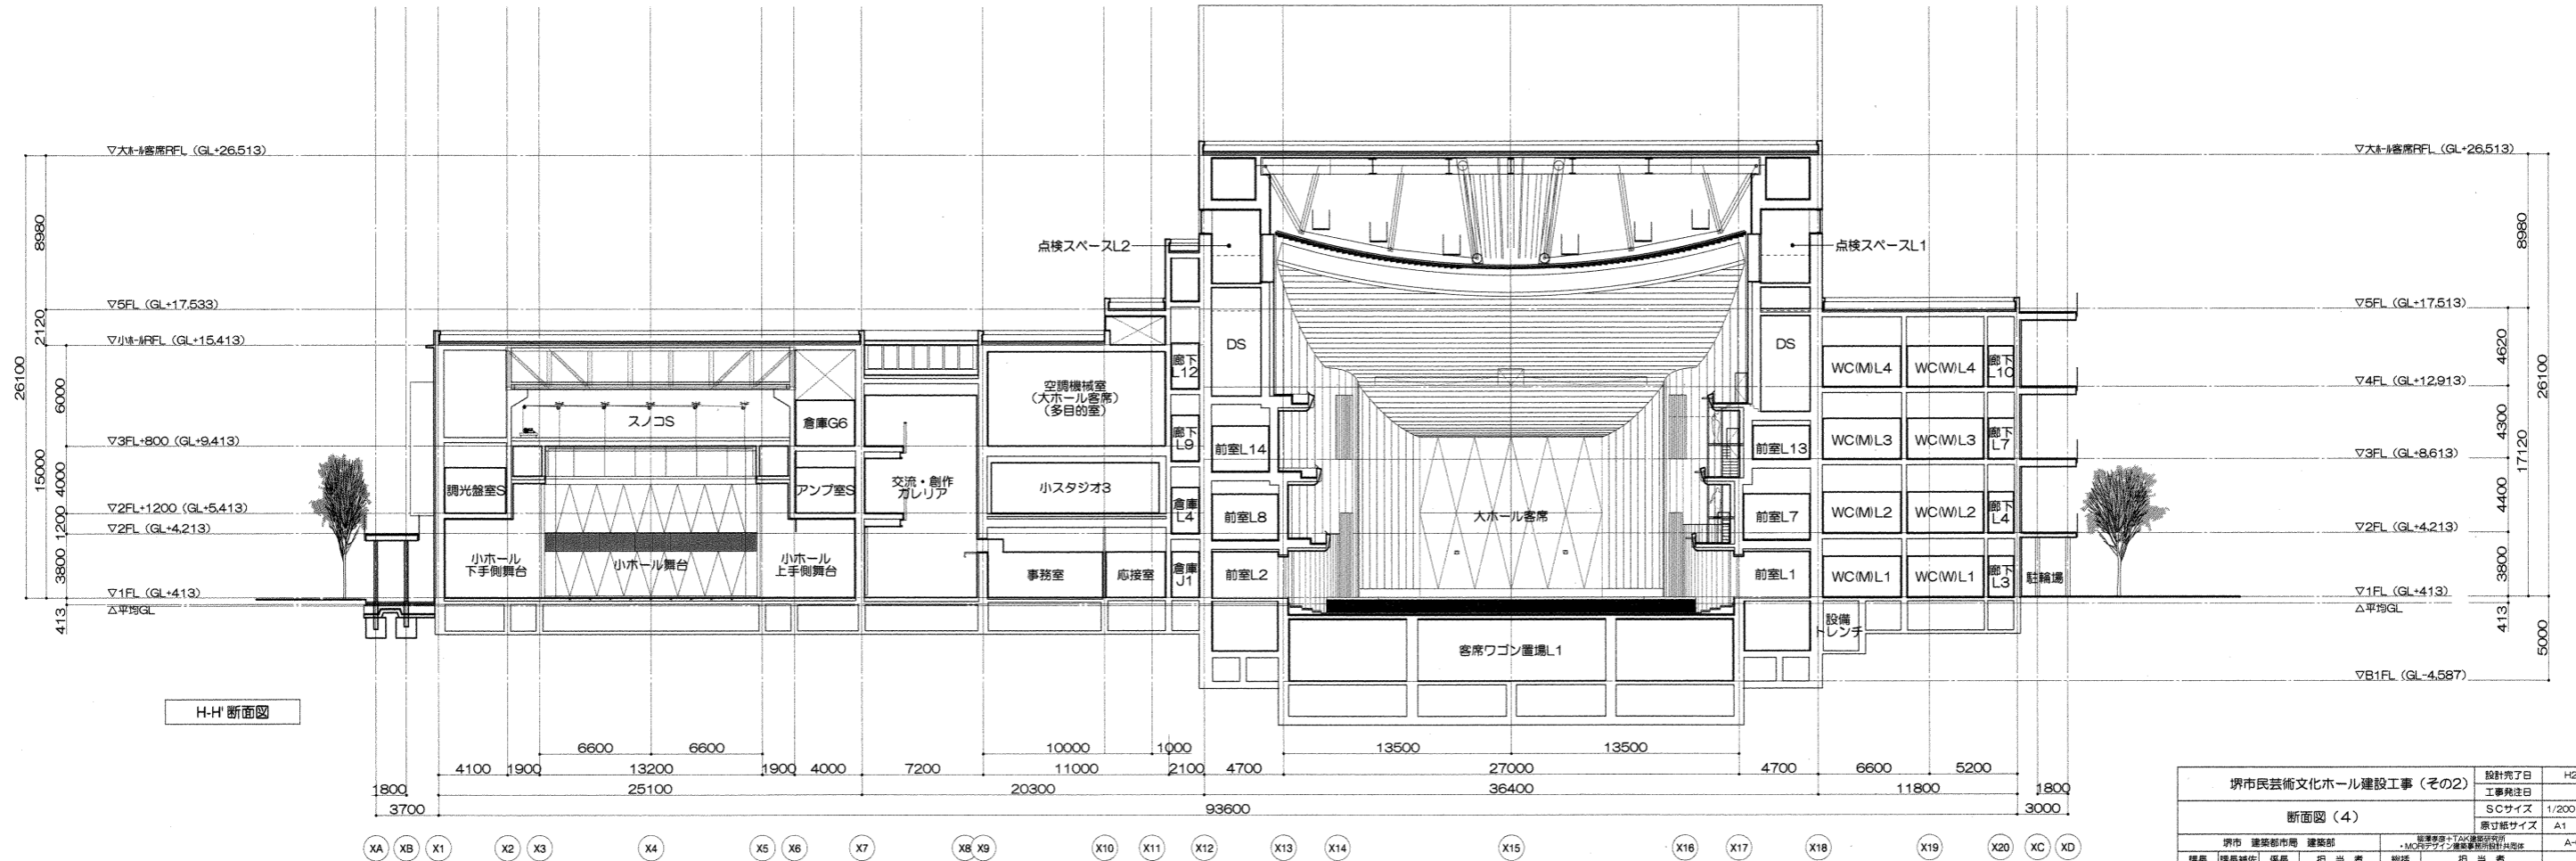 ▽大ホール客席RFL (GL+26,513)
▽5FL (GL+17,533)
▽小ホールRFL (GL+15,413)
▽3FL+800 (GL+9,413)
▽2FL+1200 (GL+5,413)
▽2FL (GL+4,213)
▽1FL (GL+413)
△平均GL
26100
8980
2120
15000
6000
4000
1200
3800
413
調光盤室S
スノコS
小ホール
下手側舞台
小ホール舞台
小ホール
上手側舞台
倉庫G6
アンプ室S
交流・創作
ガレリア
空調機械室
(大ホール客席)
(多目的室)
小スタジオ3
事務室
応接室
廊下
L12
廊下
L9
倉庫
L4
倉庫
J1
点検スペースL2
DS
前室L14
前室L8
前室L2
大ホール客席
客席ワゴン置場L1
点検スペースL1
DS
前室L13
前室L7
前室L1
設備
トレンチ
WC(M)L4
WC(W)L4
廊下
L10
WC(M)L3
WC(W)L3
廊下
L7
WC(M)L2
WC(W)L2
廊下
L4
WC(M)L1
WC(W)L1
廊下
L3
駐輪場
▽大ホール客席RFL (GL+26,513)
▽5FL (GL+17,513)
▽4FL (GL+12,913)
▽3FL (GL+8,613)
▽2FL (GL+4,213)
▽1FL (GL+413)
△平均GL
▽B1FL (GL-4,587)
8980
4620
4300
4400
3800
413
26100
17120
5000
H-H' 断面図
6600 6600 10000 1000 13500 13500
4100 1900 13200 1900 4000 7200 11000 2100 4700 27000 4700 6600 5200
1800 25100 20300 36400 11800 1800
3700 93600 3000
XA XB X1 X2 X3 X4 X5 X6 X7 X8 X9 X10 X11 X12 X13 X14 X15 X16 X17 X18 X19 X20 XC XD
堺市民芸術文化ホール建設工事(その2)
設計完了日 H2
工事発注日
断面図(4)
SCサイズ 1/200
原寸紙サイズ A1
堺市 建築都市局 建築部
A-
課長 課長補佐 係長 担当者 総括 担当者